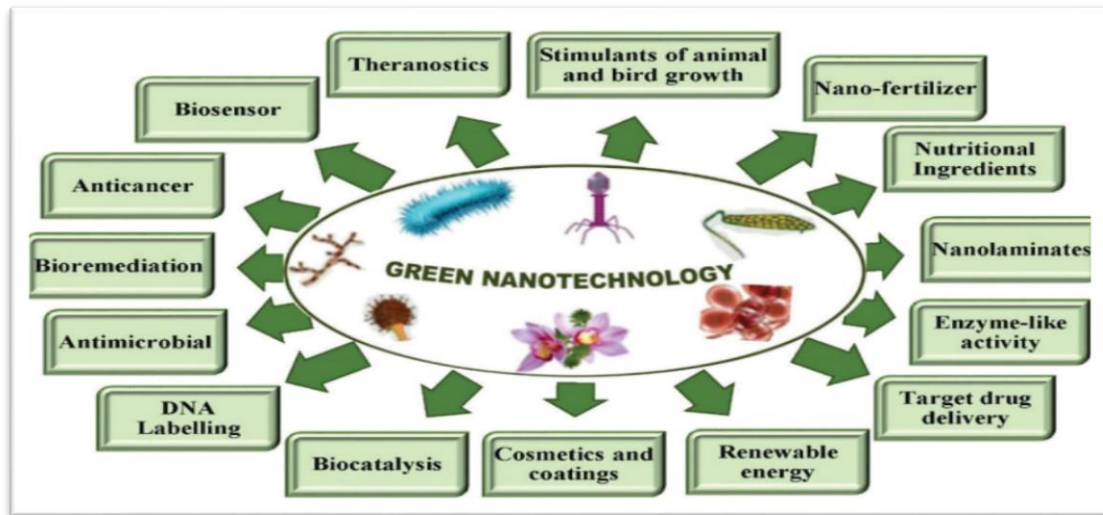 Theranostics
Stimulants of animal
and bird growth
Nano-fertilizer
Biosensor
Nutritional
Ingredients
Anticancer
Bioremediation
Nanolaminates
GREEN NANOTECHNOLOGY
Antimicrobial
Enzyme-like
activity
DNA
Labelling
Target drug
delivery
Biocatalysis
Cosmetics and
coatings
Renewable
energy